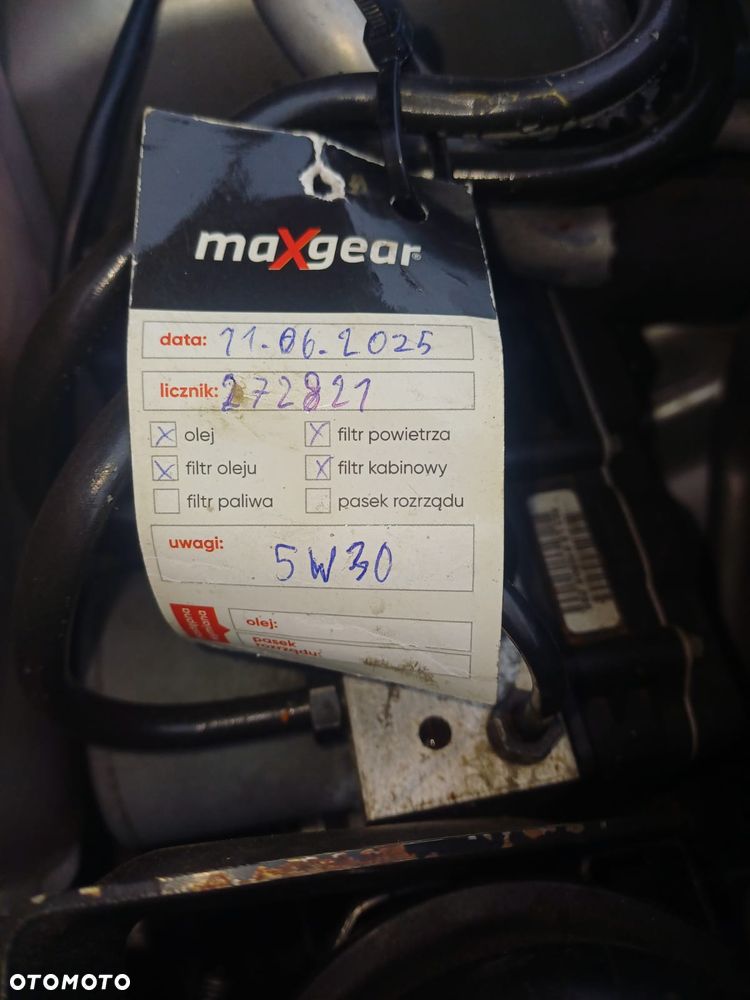 maXgear®
data: 11.06.2025
licznik: 272821
X olej X filtr powietrza
X filtr oleju X filtr kabinowy
filtr paliwa pasek rozrządu
uwagi: 5W30
olej:
pasek
rozrządu:
OTOMOTO